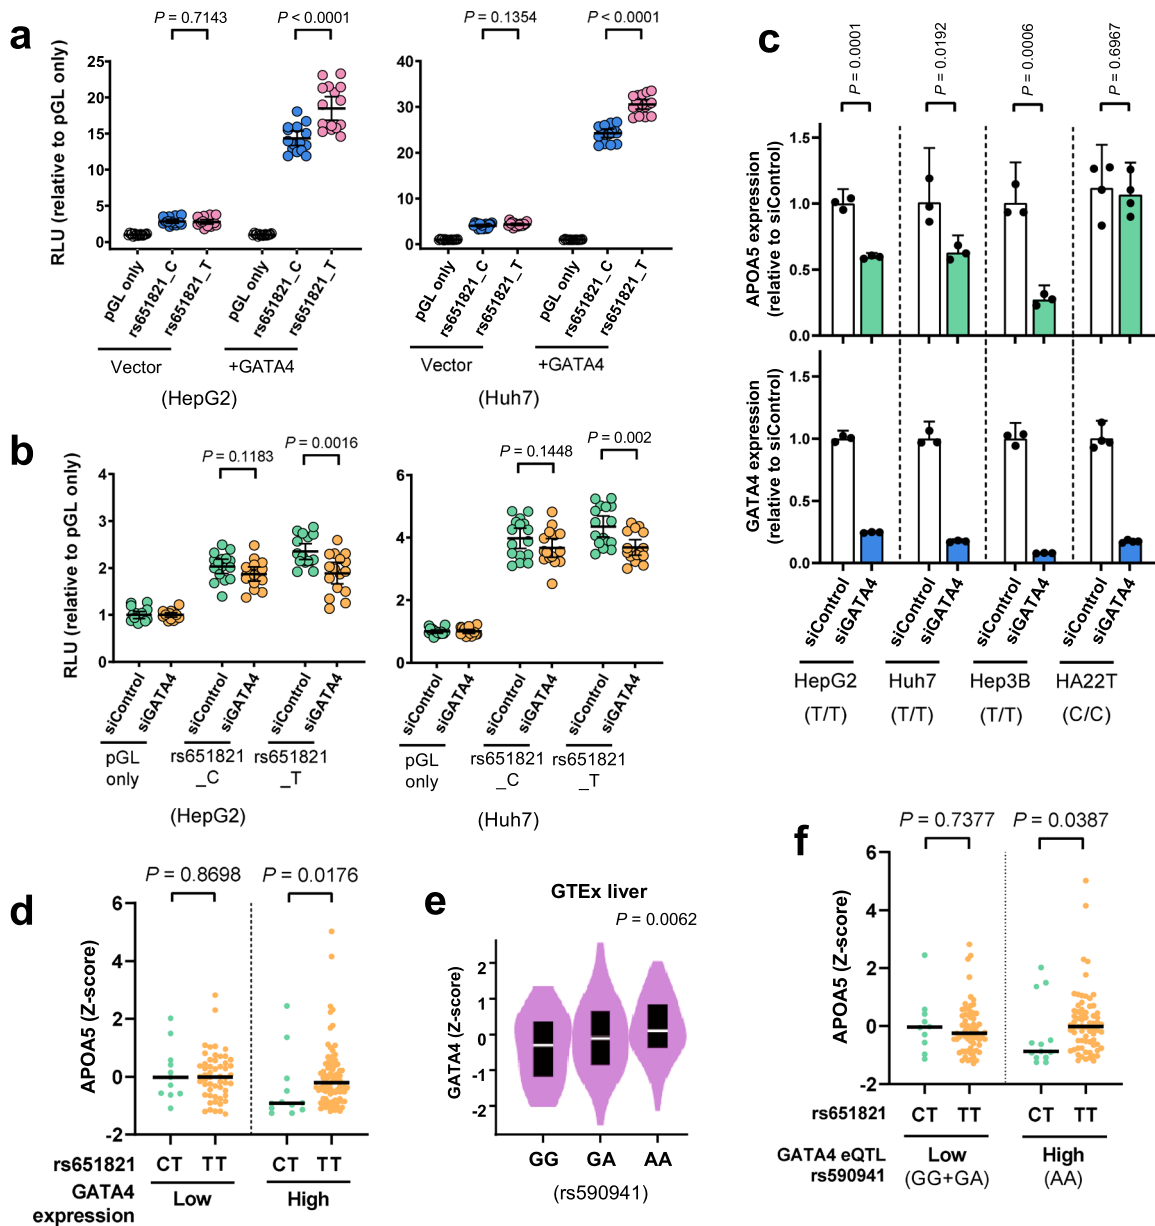 a
P = 0.7143
P < 0.0001
RLU (relative to pGL only)
25
20
15
10
5
0
pGL only
rs651821_C
rs651821_T
pGL only
rs651821_C
rs651821_T
Vector
+GATA4
(HepG2)
P = 0.1354
P < 0.0001
40
30
20
10
0
pGL only
rs651821_C
rs651821_T
pGL only
rs651821_C
rs651821_T
Vector
+GATA4
(Huh7)
b
P = 0.1183
P = 0.0016
RLU (relative to pGL only)
4
3
2
1
0
siControl
siGATA4
siControl
siGATA4
siControl
siGATA4
pGL
only
rs651821
_C
rs651821
_T
(HepG2)
P = 0.1448
P = 0.002
6
4
2
0
siControl
siGATA4
siControl
siGATA4
siControl
siGATA4
pGL
only
rs651821
_C
rs651821
_T
(Huh7)
c
P = 0.0001
P = 0.0192
P = 0.0006
P = 0.6967
APOA5 expression
(relative to siControl)
1.5
1.0
0.5
0.0
GATA4 expression
(relative to siControl)
1.5
1.0
0.5
0.0
siControl
siGATA4
siControl
siGATA4
siControl
siGATA4
siControl
siGATA4
HepG2
Huh7
Hep3B
HA22T
(T/T)
(T/T)
(T/T)
(C/C)
d
P = 0.8698
P = 0.0176
APOA5 (Z-score)
6
4
2
0
-2
rs651821
CT
TT
CT
TT
GATA4
expression
Low
High
e
GTEx liver
P = 0.0062
GATA4 (Z-score)
2
1
0
-1
-2
GG
GA
AA
(rs590941)
f
P = 0.7377
P = 0.0387
APOA5 (Z-score)
6
4
2
0
-2
rs651821
CT
TT
CT
TT
GATA4 eQTL
rs590941
Low
(GG+GA)
High
(AA)